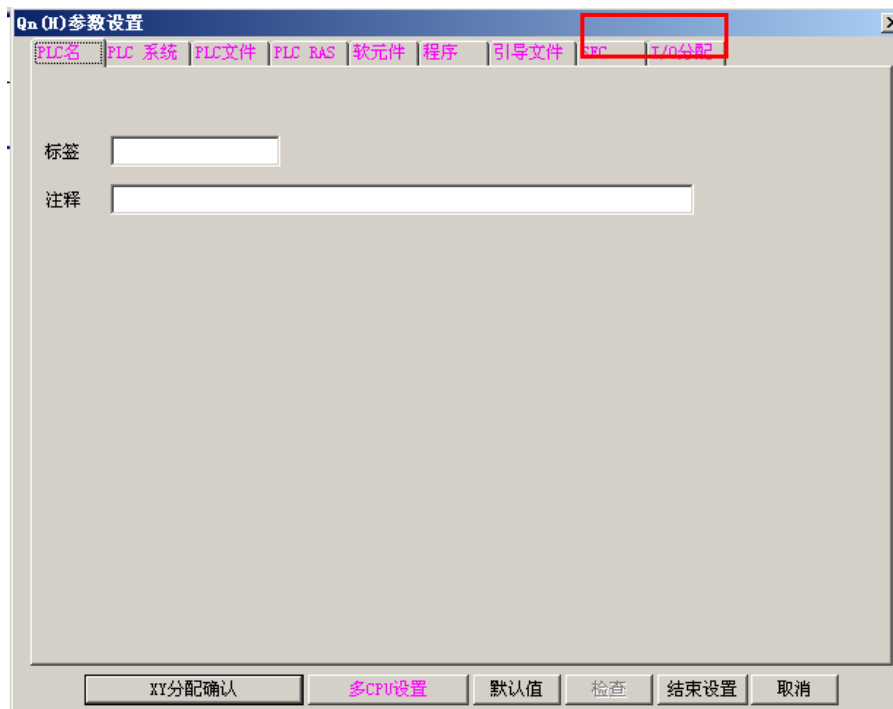 Qn(H)参数设置
PLC名 PLC 系统 PLC文件 PLC RAS 软元件 程序 引导文件 SFC I/O分配
标签
注释
XY分配确认 多CPU设置 默认值 检查 结束设置 取消